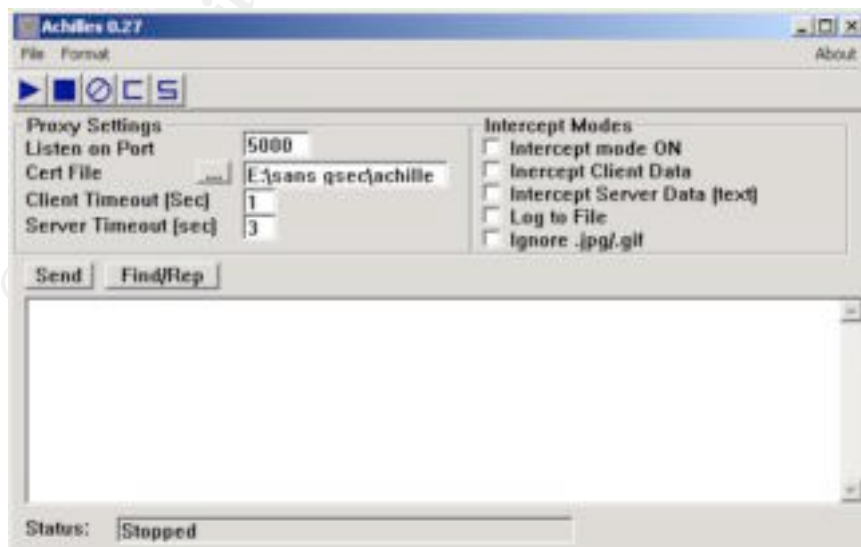 Achilles 0.27
File Format About
Proxy Settings
Listen on Port 5000
Cert File ... E:\sans gsec\achille
Client Timeout (Sec) 1
Server Timeout (sec) 3
Intercept Modes
Intercept mode ON
Inercept Client Data
Intercept Server Data (text)
Log to File
Ignore .jpg/.gif
Send Find/Rep
Status: Stopped